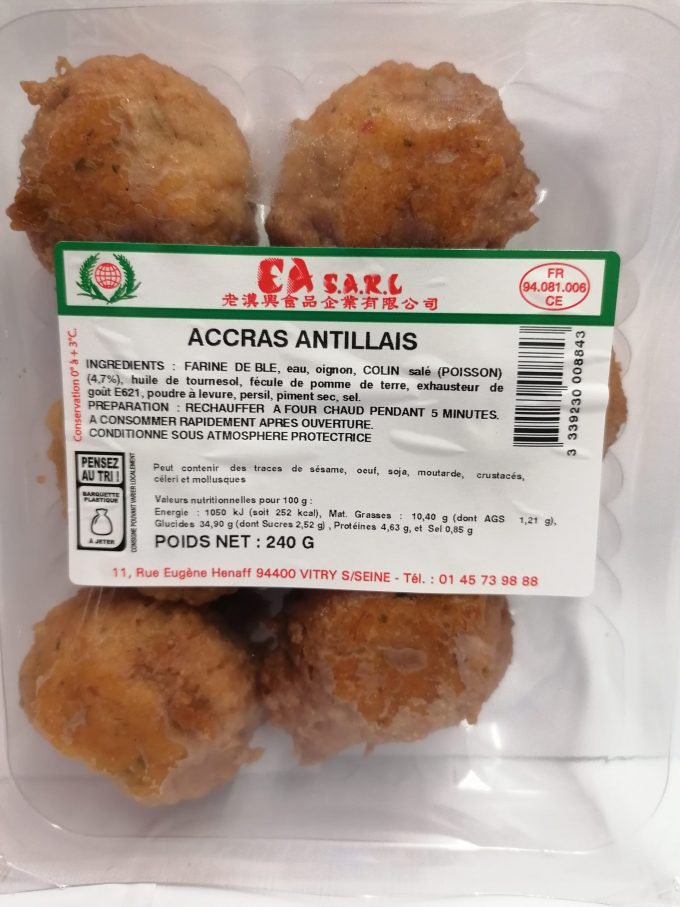 EA S.A.R.L
老漢興食品企業有限公司
FR
94.081.006
CE
ACCRAS ANTILLAIS
Conservation 0° à + 3°C.
INGREDIENTS : FARINE DE BLE, eau, oignon, COLIN salé (POISSON)
(4,7%), huile de tournesol, fécule de pomme de terre, exhausteur de
goût E621, poudre à levure, persil, piment sec, sel.
PREPARATION : RECHAUFFER A FOUR CHAUD PENDANT 5 MINUTES.
A CONSOMMER RAPIDEMENT APRES OUVERTURE.
CONDITIONNE SOUS ATMOSPHERE PROTECTRICE
3 339230 008843
PENSEZ
AU TRI !
BARQUETTE
PLASTIQUE
À JETER
CONSIGNE POUVANT VARIER LOCALEMENT
Peut contenir des traces de sésame, oeuf, soja, moutarde, crustacés,
céleri et mollusques
Valeurs nutritionnelles pour 100 g :
Energie : 1050 kJ (soit 252 kcal), Mat. Grasses : 10,40 g (dont AGS 1,21 g),
Glucides 34,90 g (dont Sucres 2,52 g) , Protéines 4,63 g, et Sel 0,85 g
POIDS NET : 240 G
11, Rue Eugène Henaff 94400 VITRY S/SEINE - Tél. : 01 45 73 98 88